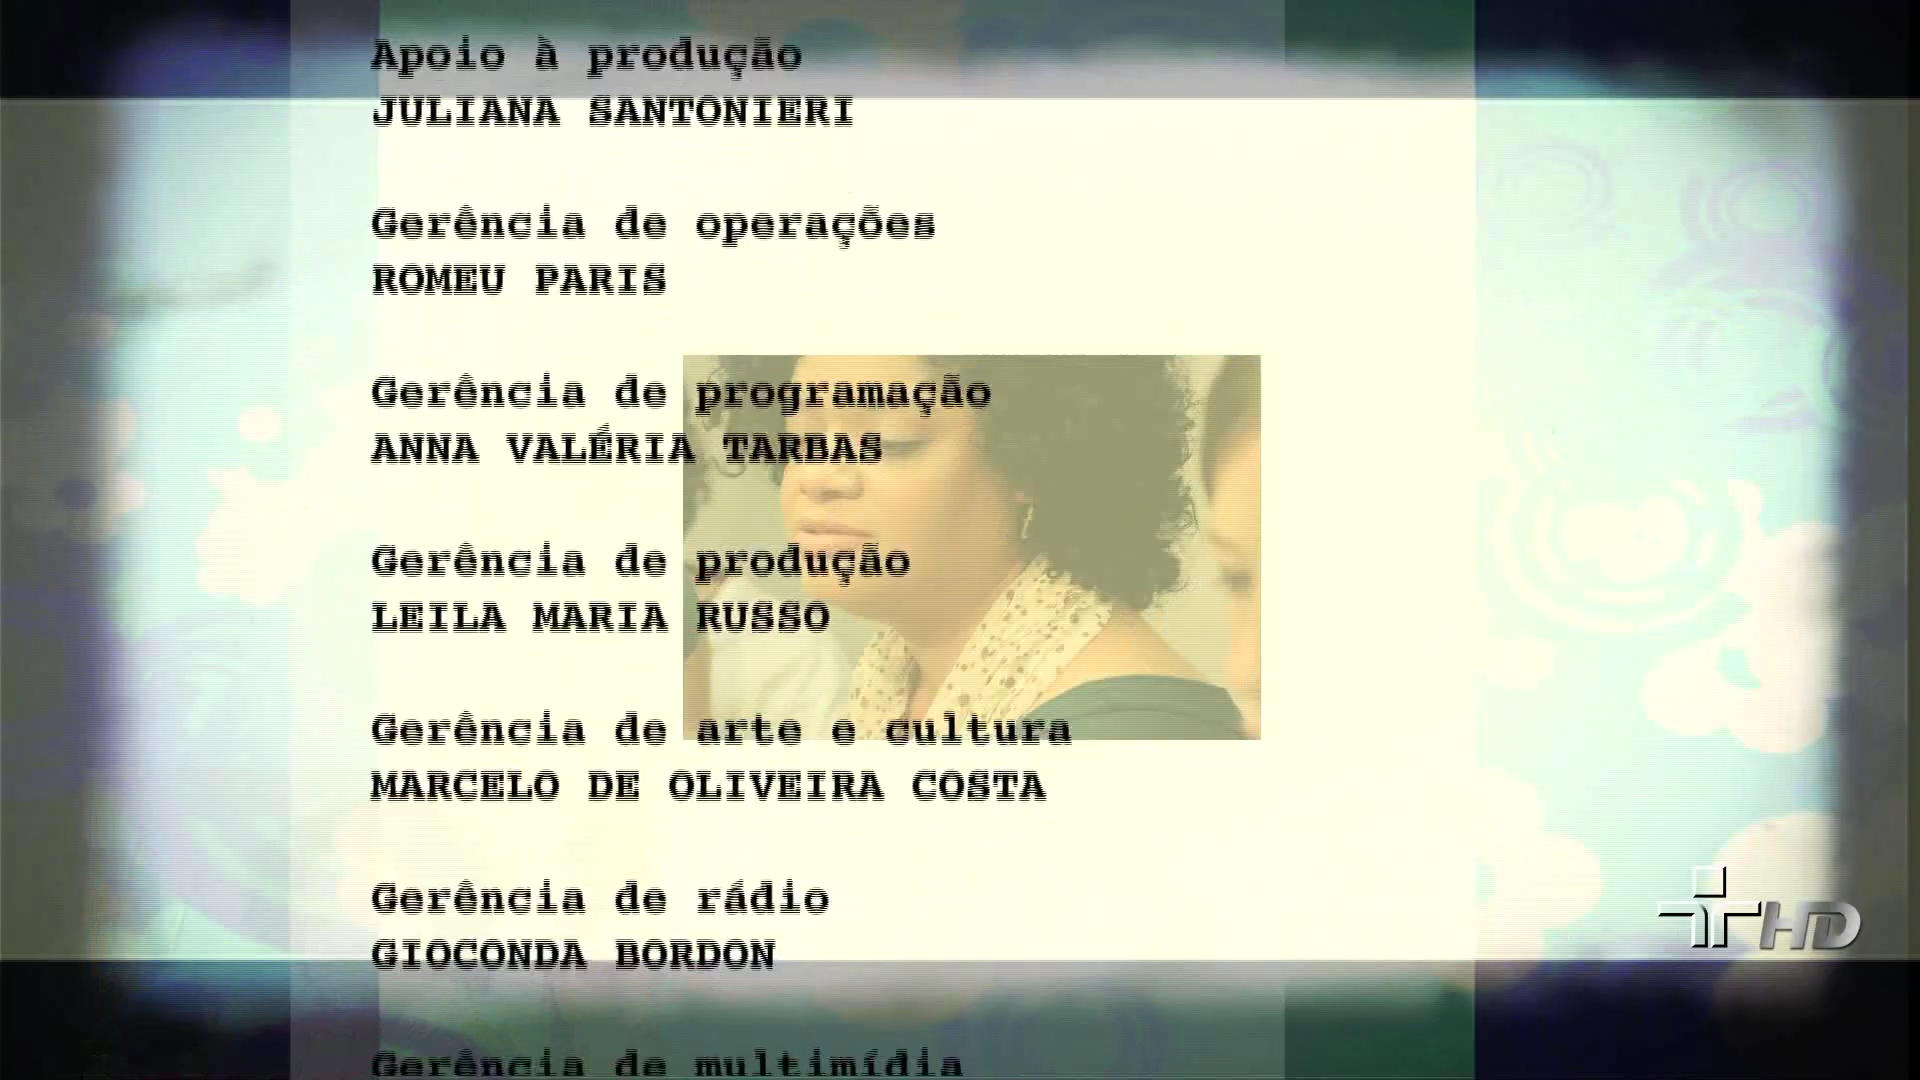 Apoio à produção
JULIANA SANTONIERI
Gerência de operações
ROMEU PARIS
Gerência de programação
ANNA VALÉRIA TARBAS
Gerência de produção
LEILA MARIA RUSSO
Gerência de arte e cultura
MARCELO DE OLIVEIRA COSTA
Gerência de rádio
GIOCONDA BORDON
HD
Gerência de multimídia